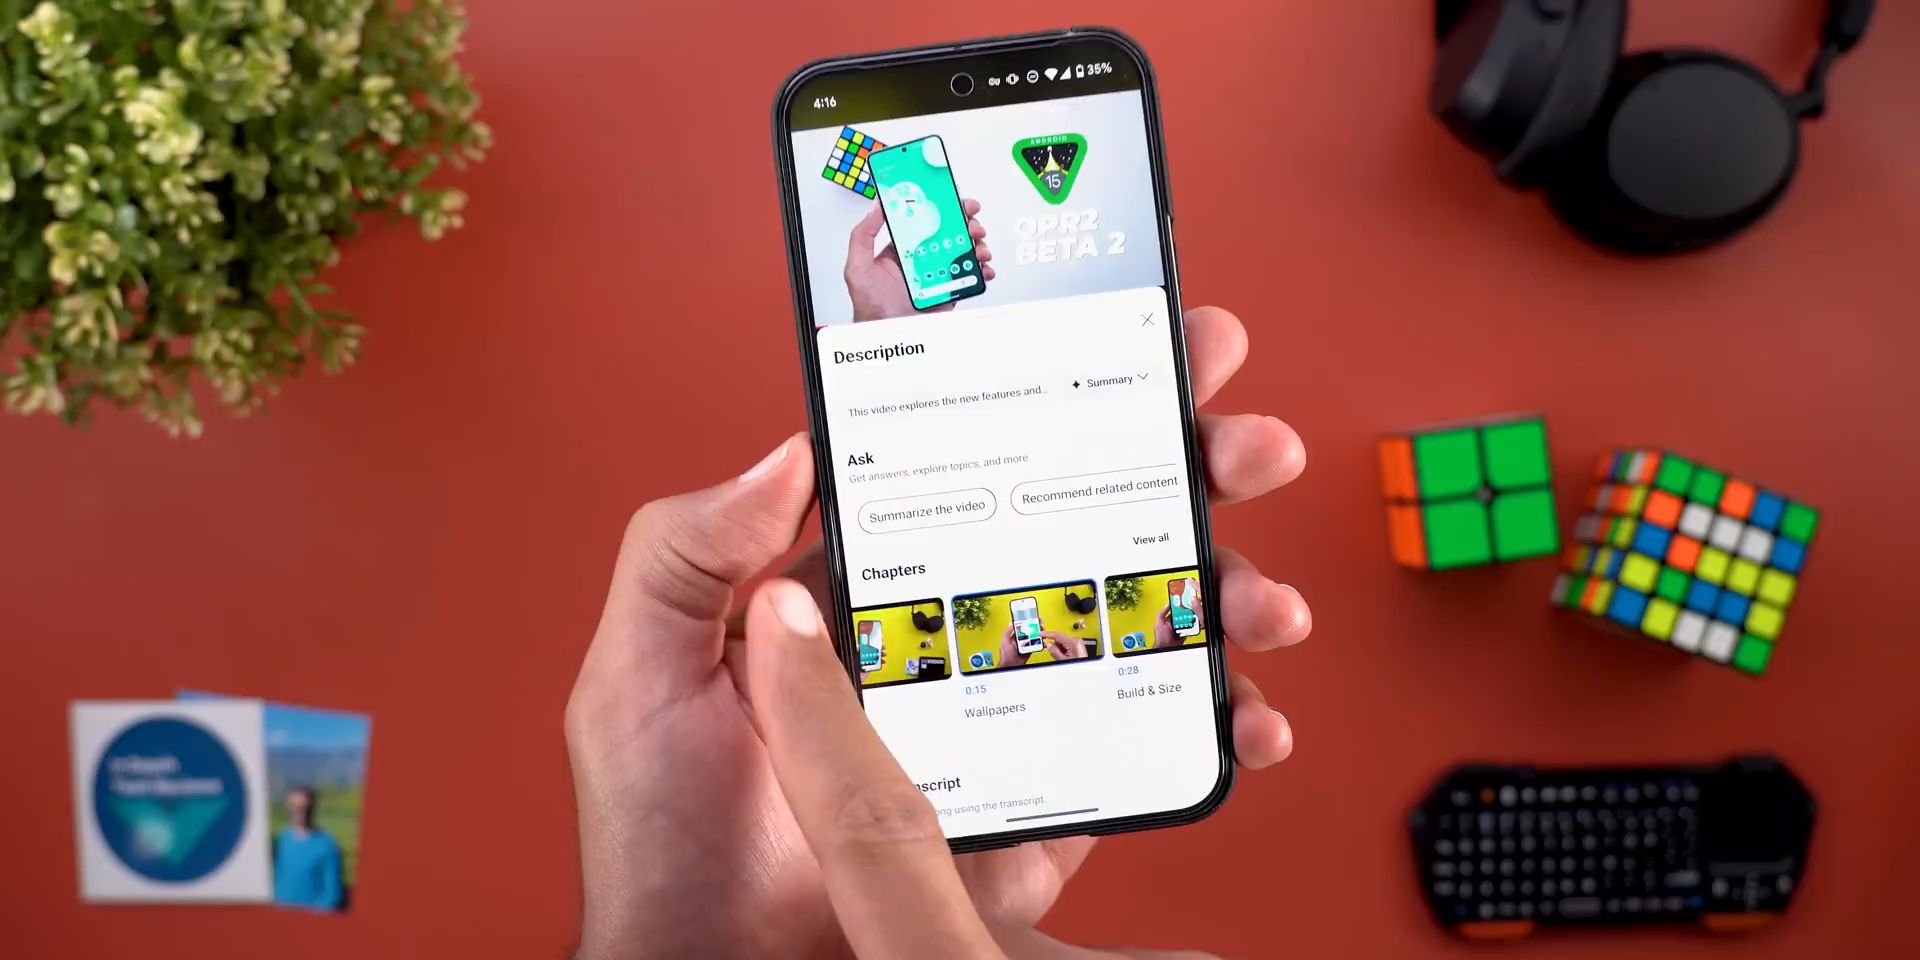 4:16
35%
ANDROID
15
QPR2
BETA 2
Description
This video explores the new features and...
Summary
Ask
Get answers, explore topics, and more
Summarize the video
Recommend related content
View all
Chapters
0:15
Wallpapers
0:28
Build & Size
nscript
ong using the transcript